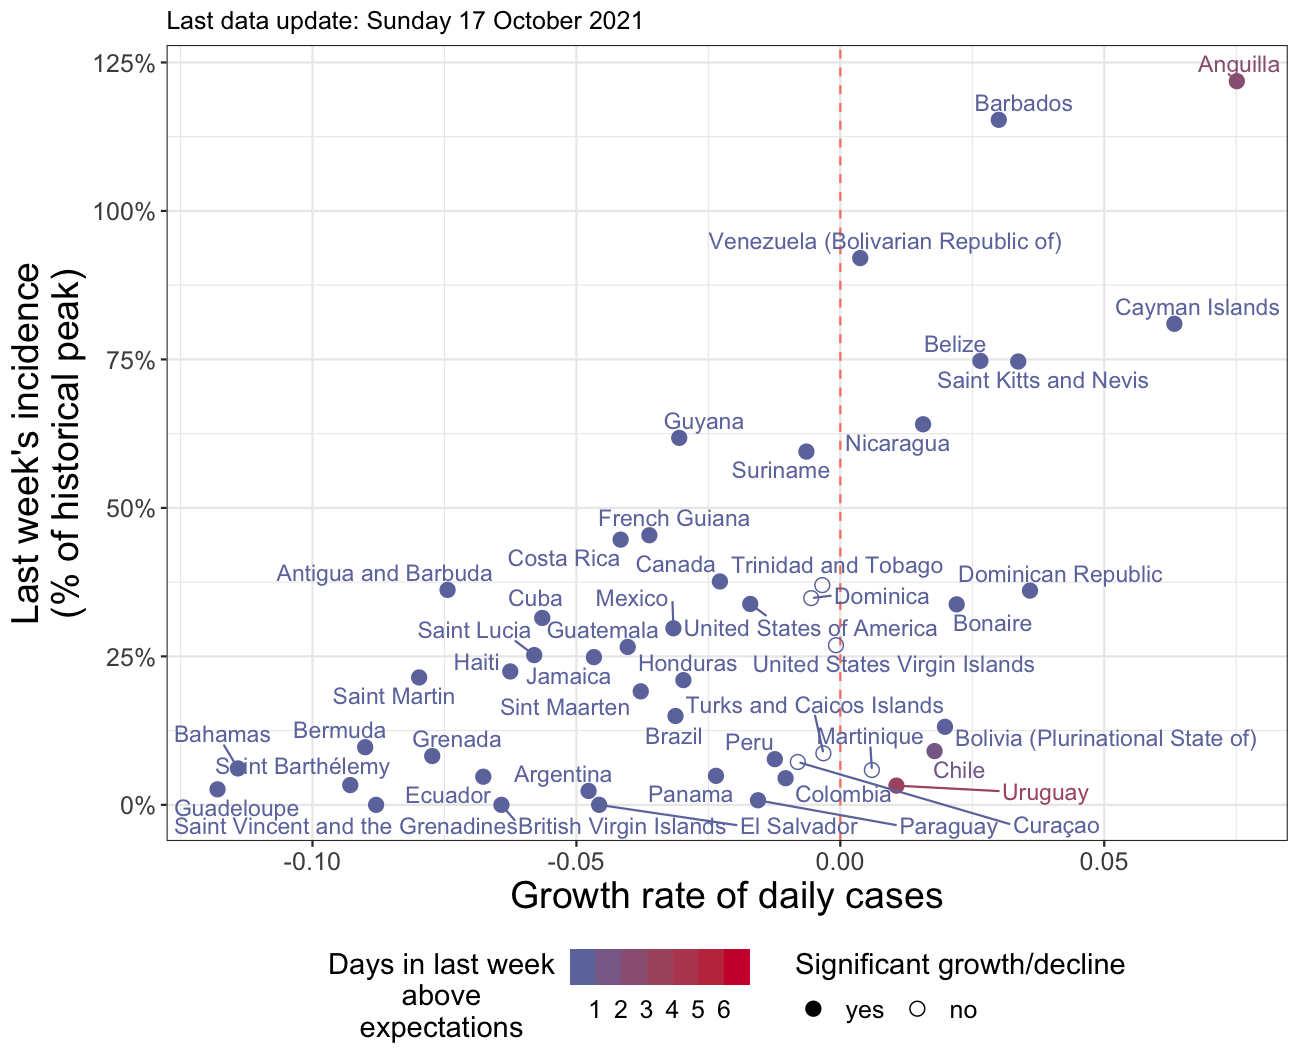 Last data update: Sunday 17 October 2021
Last week's incidence
(% of historical peak)
125%
100%
75%
50%
25%
0%
Anguilla
Barbados
Venezuela (Bolivarian Republic of)
Cayman Islands
Belize
Saint Kitts and Nevis
Guyana
Nicaragua
Suriname
French Guiana
Costa Rica
Canada
Trinidad and Tobago
Antigua and Barbuda
Dominican Republic
Cuba
Mexico
Dominica
Bonaire
Saint Lucia
Guatemala
United States of America
Haiti
Jamaica
Honduras
United States Virgin Islands
Saint Martin
Sint Maarten
Turks and Caicos Islands
Bahamas
Bermuda
Grenada
Brazil
Peru
Martinique
Bolivia (Plurinational State of)
Saint Barthélemy
Argentina
Chile
Guadeloupe
Ecuador
Panama
Colombia
Uruguay
Saint Vincent and the Grenadines
British Virgin Islands
El Salvador
Paraguay
Curaçao
-0.10
-0.05
0.00
0.05
Growth rate of daily cases
Days in last week
above
expectations
1 2 3 4 5 6
Significant growth/decline
yes
no